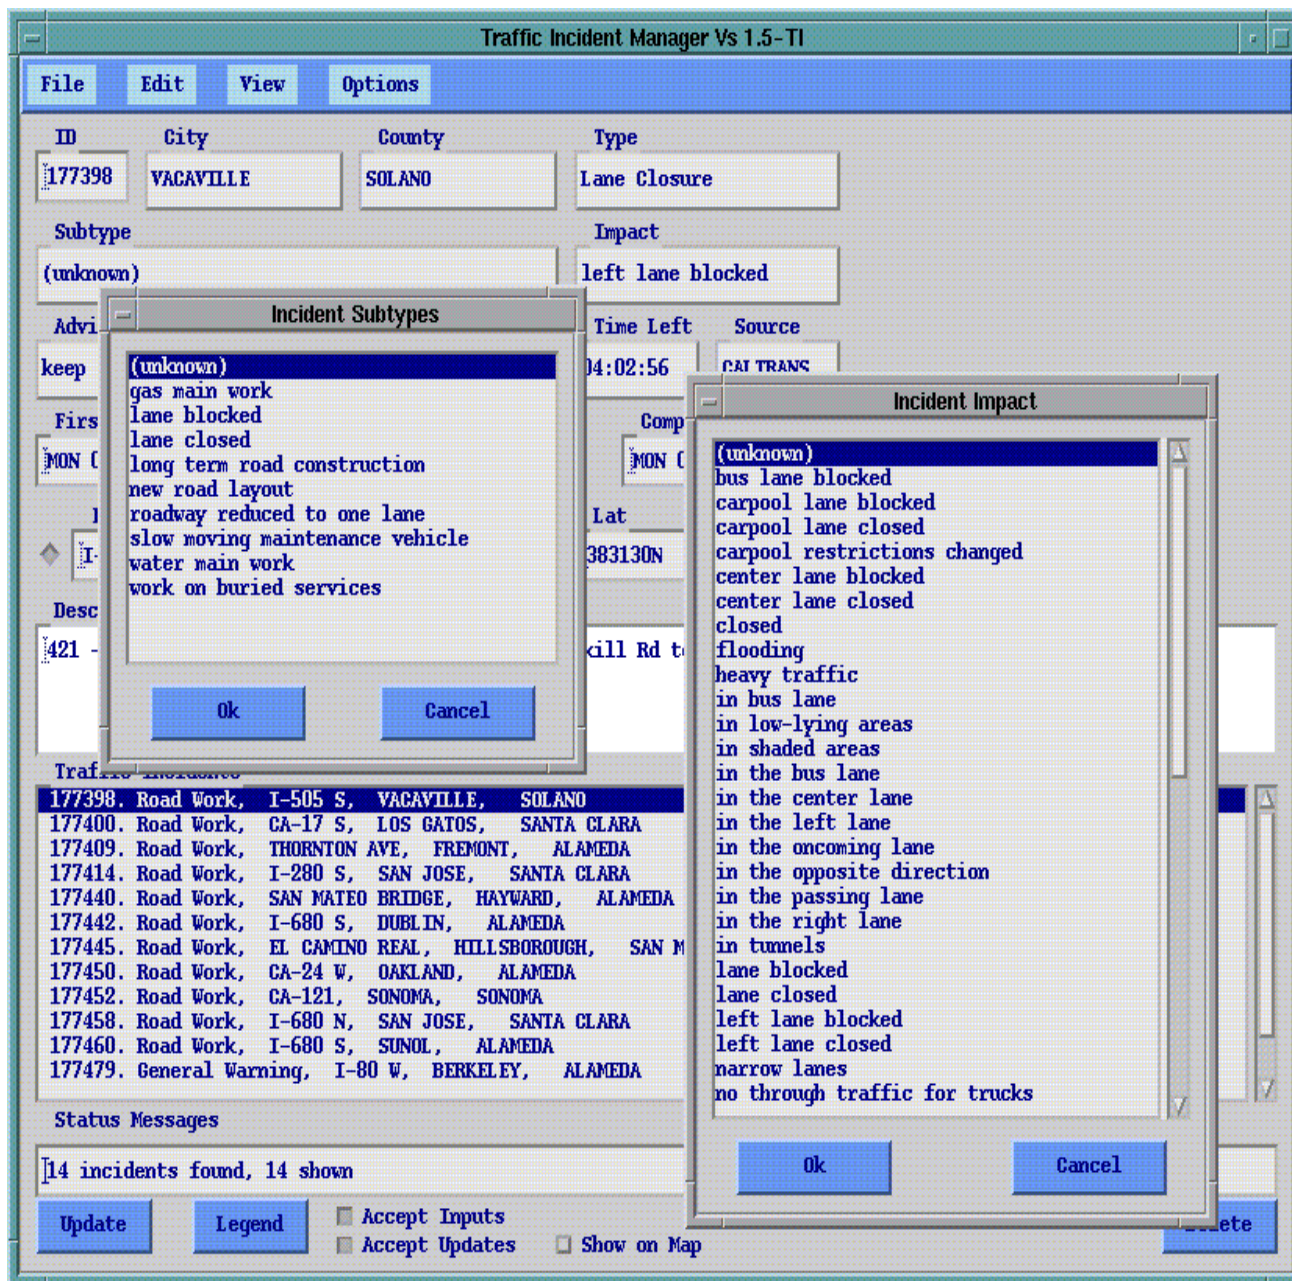 Traffic Incident Manager Vs 1.5-TI
File Edit View Options
ID City County Type
177398 VACAVILLE SOLANO Lane Closure
Subtype Impact
(unknown) left lane blocked
Incident Subtypes
(unknown)
gas main work
lane blocked
lane closed
long term road construction
new road layout
roadway reduced to one lane
slow moving maintenance vehicle
water main work
work on buried services
Ok Cancel
Time Left Source
04:02:56 CALTRANS
keep
MON
MON
Lat
383130N
421 -
Rd
Incident Impact
(unknown)
bus lane blocked
carpool lane blocked
carpool lane closed
carpool restrictions changed
center lane blocked
center lane closed
closed
flooding
heavy traffic
in bus lane
in low-lying areas
in shaded areas
in the bus lane
in the center lane
in the left lane
in the oncoming lane
in the opposite direction
in the passing lane
in the right lane
in tunnels
lane blocked
lane closed
left lane blocked
left lane closed
narrow lanes
no through traffic for trucks
Ok Cancel
Traffic Incidents
177398. Road Work, I-505 S, VACAVILLE, SOLANO
177400. Road Work, CA-17 S, LOS GATOS, SANTA CLARA
177409. Road Work, THORNTON AVE, FREMONT, ALAMEDA
177414. Road Work, I-280 S, SAN JOSE, SANTA CLARA
177440. Road Work, SAN MATEO BRIDGE, HAYWARD, ALAMEDA
177442. Road Work, I-680 S, DUBLIN, ALAMEDA
177445. Road Work, EL CAMINO REAL, HILLSBOROUGH, SAN M
177450. Road Work, CA-24 W, OAKLAND, ALAMEDA
177452. Road Work, CA-121, SONOMA, SONOMA
177458. Road Work, I-680 N, SAN JOSE, SANTA CLARA
177460. Road Work, I-680 S, SUNOL, ALAMEDA
177479. General Warning, I-80 W, BERKELEY, ALAMEDA
Status Messages
14 incidents found, 14 shown
Update Legend Accept Inputs
Accept Updates Show on Map